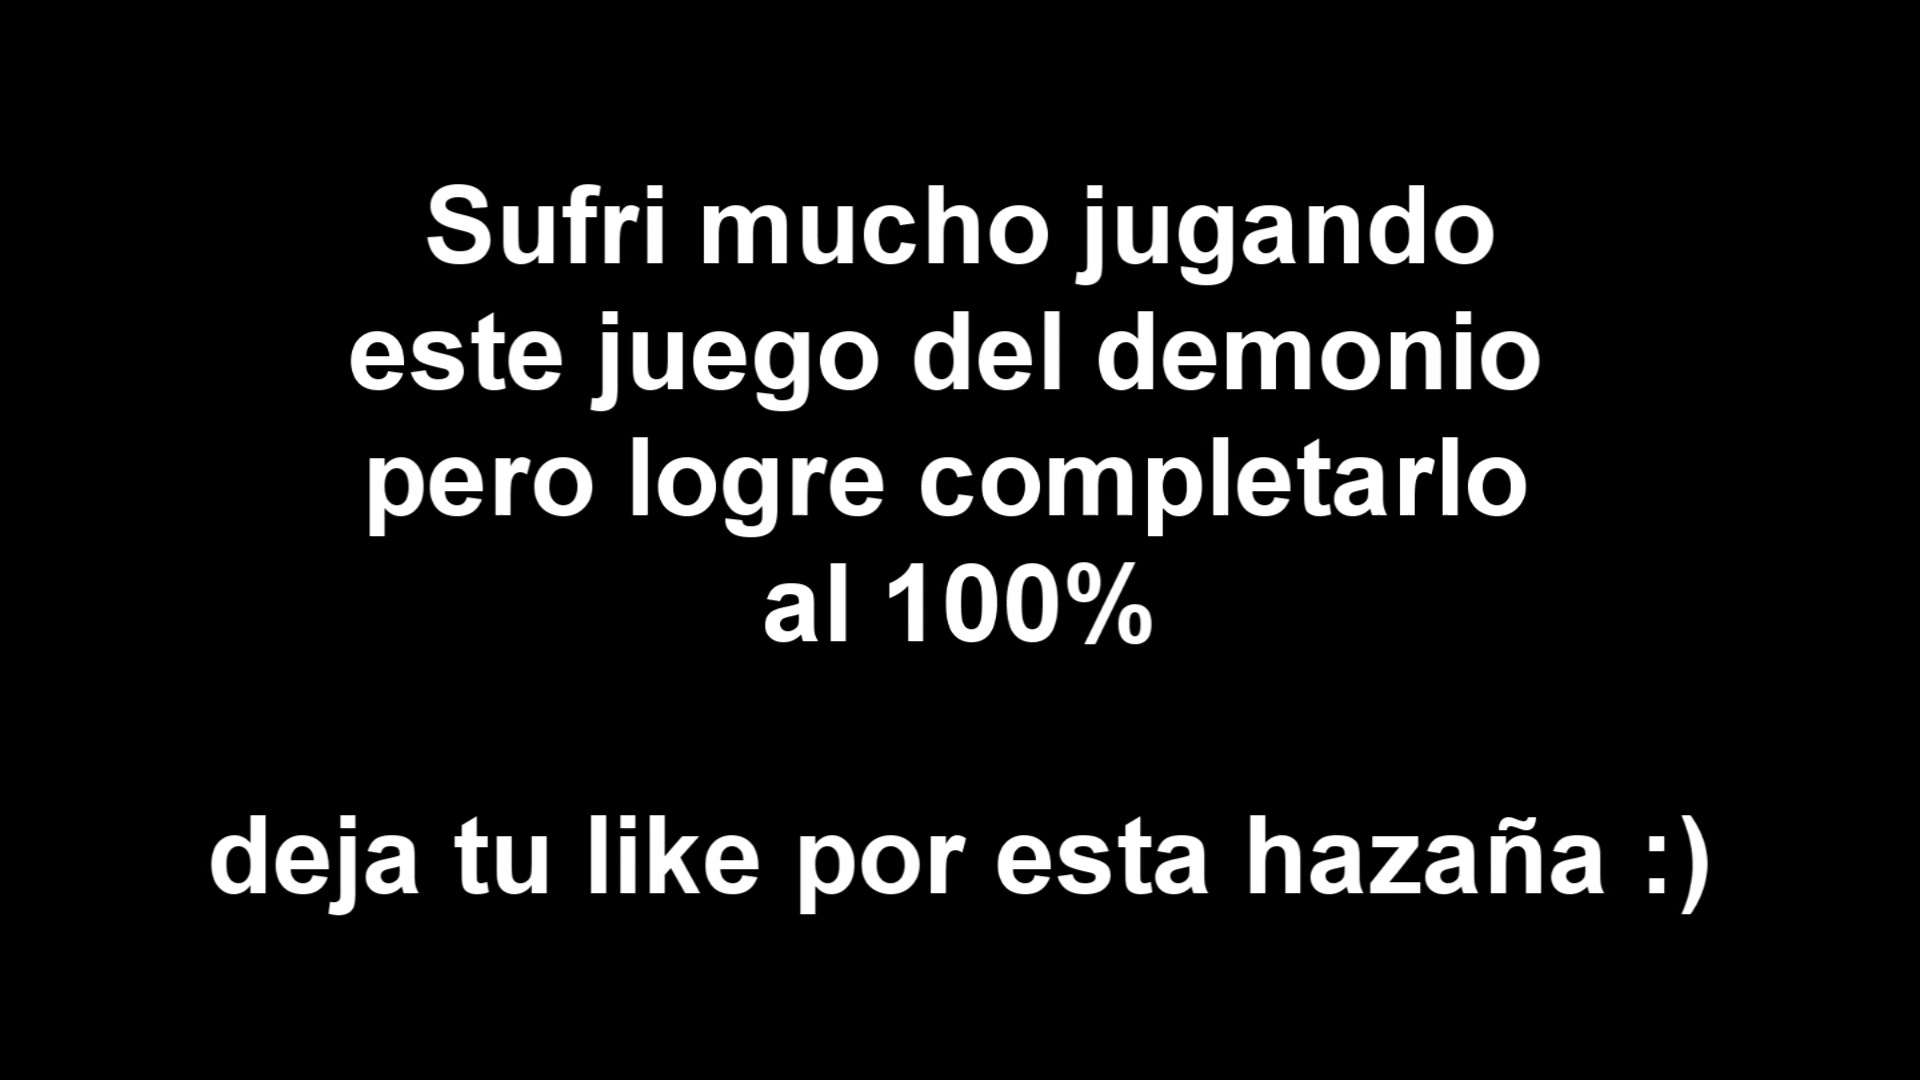 Sufri mucho jugando
este juego del demonio
pero logre completarlo
al 100%
deja tu like por esta hazaña :)